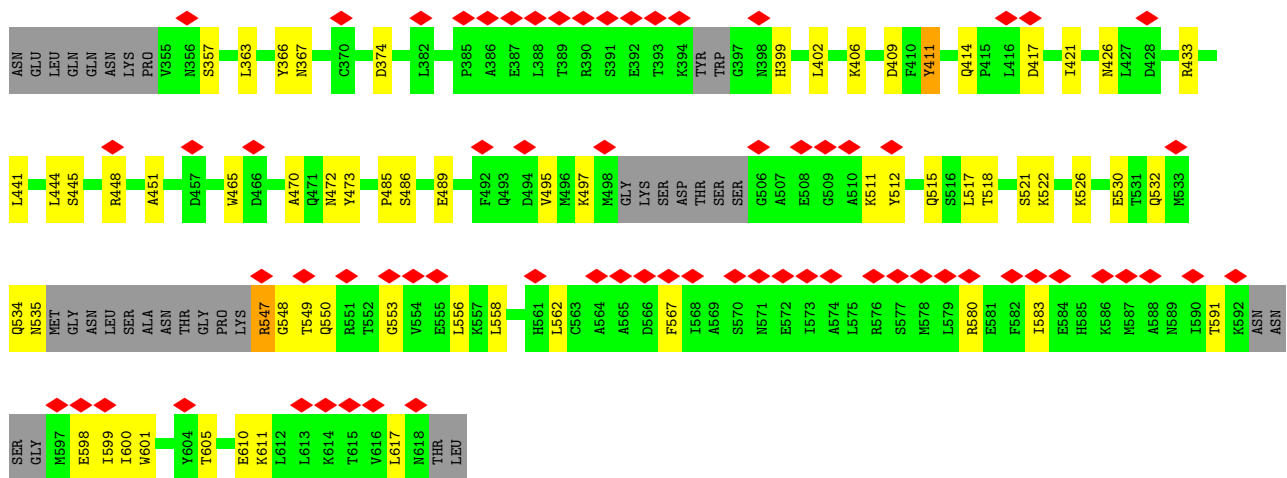 ASN GLU LEU GLN GLN ASN LYS PRO V355 N356 S357 L363 Y366 N367 C370 D374 L382 P385 A386 E387 L388 T389 R390 S391 E392 T393 K394 TYR TRP G397 N398 H399 L402 K406 D409 F410 Y411 Q414 P415 L416 D417 I421 N426 L427 D428 R433
L441 L444 S445 R448 A451 D457 W465 D466 A470 Q471 N472 Y473 P485 S486 E489 F492 Q493 D494 V495 M496 K497 M498 GLY LYS SER ASP THR SER SER G506 A507 E508 G509 A510 K511 Y512 Q515 S516 L517 T518 S521 K522 K526 E530 T531 Q532 M533
Q534 N535 MET GLY ASN LEU SER ALA ASN THR GLY PRO LYS R547 G548 T549 Q550 R551 T552 G553 V554 E555 L556 K557 L558 H561 L562 C563 A564 A565 D566 F567 I568 A569 S570 N571 E572 I573 A574 L575 R576 S577 M578 L579 R580 E581 F582 I583 E584 H585 K586 M587 A588 N589 I590 T591 K592 ASN ASN
SER GLY M597 E598 I599 I600 W601 Y604 T605 E610 K611 L612 L613 K614 T615 V616 L617 N618 THR LEU